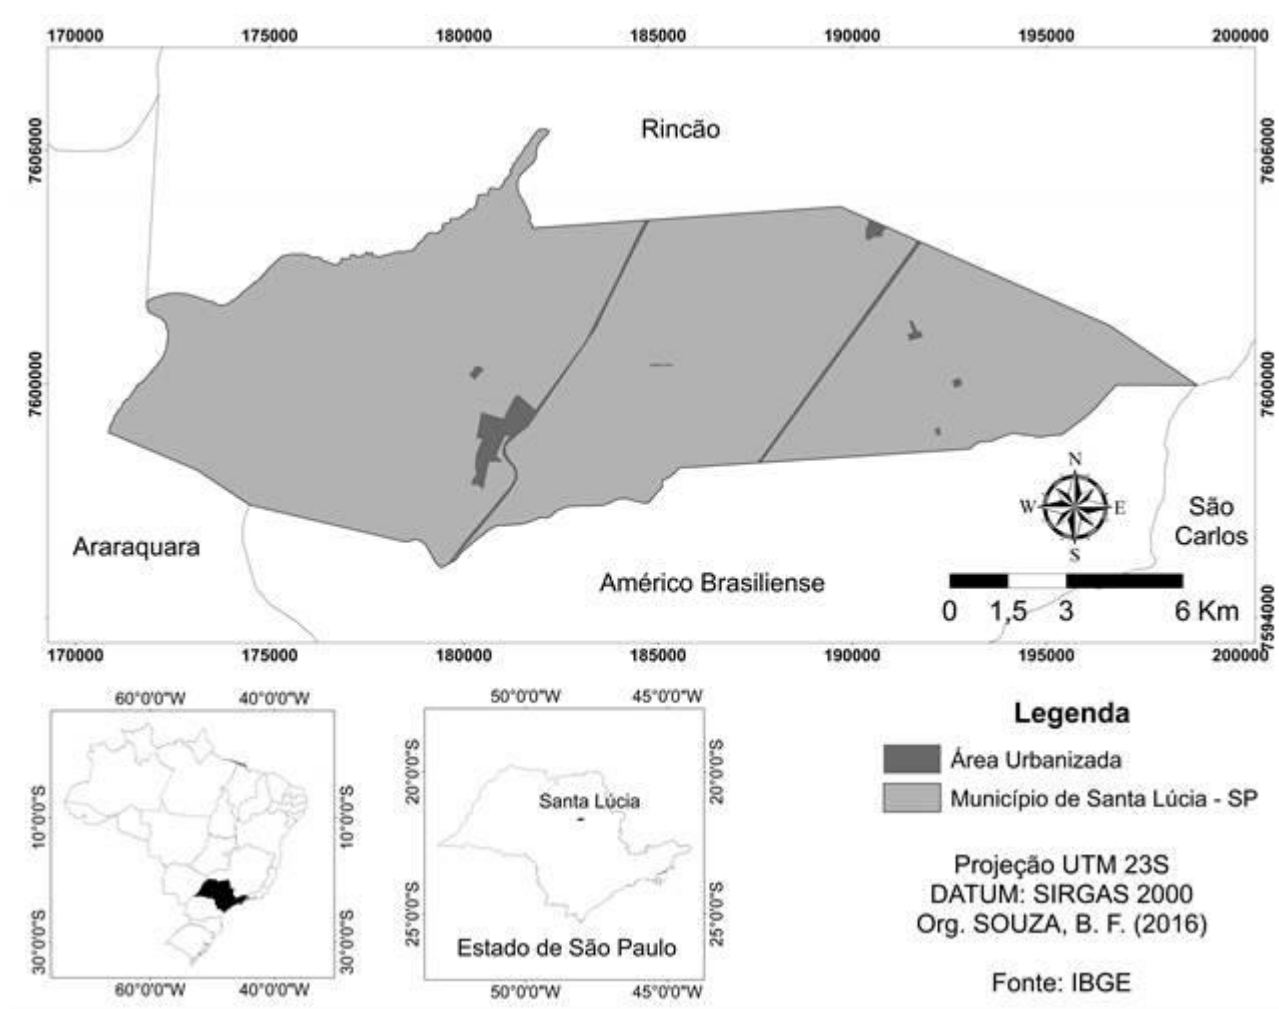 170000 175000 180000 185000 190000 195000 200000
7606000
7606000
Rincão
7600000
7600000
N
W E
S
São
Carlos
Araraquara
Américo Brasiliense
0 1,5 3 6 Km
7594000
170000 175000 180000 185000 190000 195000 200000
60°0'0"W 40°0'0"W
10°0'0"S
30°0'0"S
10°0'0"S
30°0'0"S
60°0'0"W 40°0'0"W
50°0'0"W 45°0'0"W
20°0'0"S
25°0'0"S
20°0'0"S
25°0'0"S
Santa Lúcia
Estado de São Paulo
50°0'0"W 45°0'0"W
Legenda
Área Urbanizada
Município de Santa Lúcia - SP
Projeção UTM 23S
DATUM: SIRGAS 2000
Org. SOUZA, B. F. (2016)
Fonte: IBGE